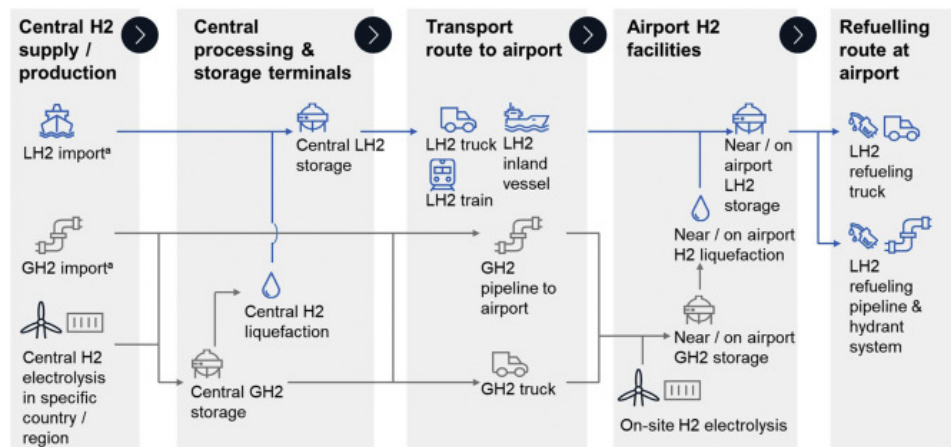 Central H2
supply /
production
Central
processing &
storage terminals
Transport
route to airport
Airport H2
facilities
Refuelling
route at
airport
LH2 importᵃ
GH2 importᵃ
Central H2
electrolysis
in specific
country /
region
Central LH2
storage
Central H2
liquefaction
Central GH2
storage
LH2 truck
LH2
inland
vessel
LH2 train
GH2
pipeline to
airport
GH2 truck
Near / on
airport
LH2
storage
Near / on airport
H2 liquefaction
Near / on airport
GH2 storage
On-site H2 electrolysis
LH2
refueling
truck
LH2
refueling
pipeline &
hydrant
system